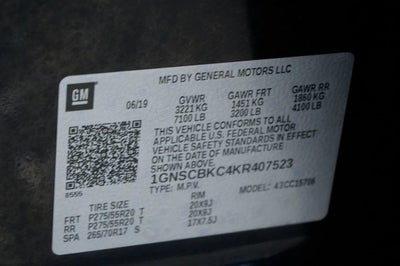 MFD BY GENERAL MOTORS LLC
GM
06/19 GVWR GAWR FRT GAWR RR
3221 KG 1451 KG 1860 KG
7100 LB 3200 LB 4100 LB
THIS VEHICLE CONFORMS TO ALL
APPLICABLE U.S. FEDERAL MOTOR
VEHICLE SAFETY STANDARDS IN EFFECT
ON THE DATE OF MANUFACTURE
SHOWN ABOVE.
1GNSCBKC4KR407523
8555 TYPE: M.P.V. MODEL: 43CC15706
TIRE SIZE RIM
FRT P275/55R20 T 20X9J
RR P275/55R20 T 20X9J
SPA 265/70R17 S 17X7.5J